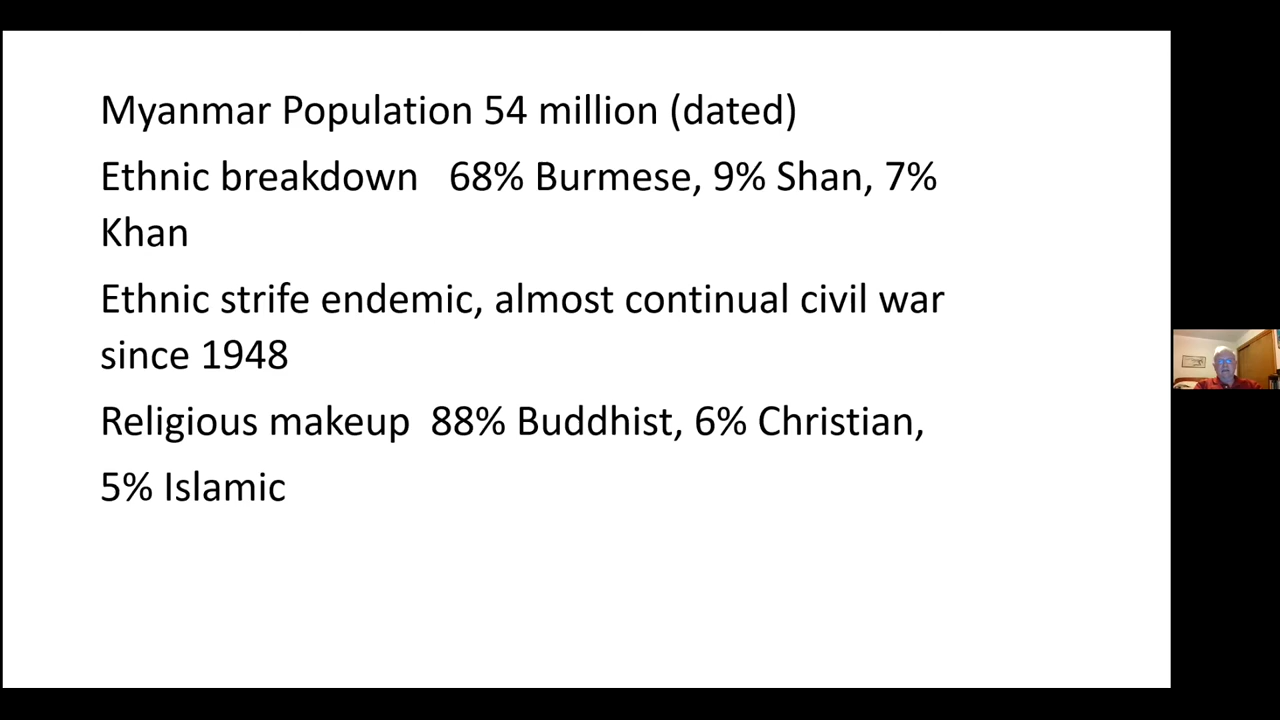 Myanmar Population 54 million (dated)
Ethnic breakdown   68% Burmese, 9% Shan, 7%
Khan
Ethnic strife endemic, almost continual civil war
since 1948
Religious makeup  88% Buddhist, 6% Christian,
5% Islamic